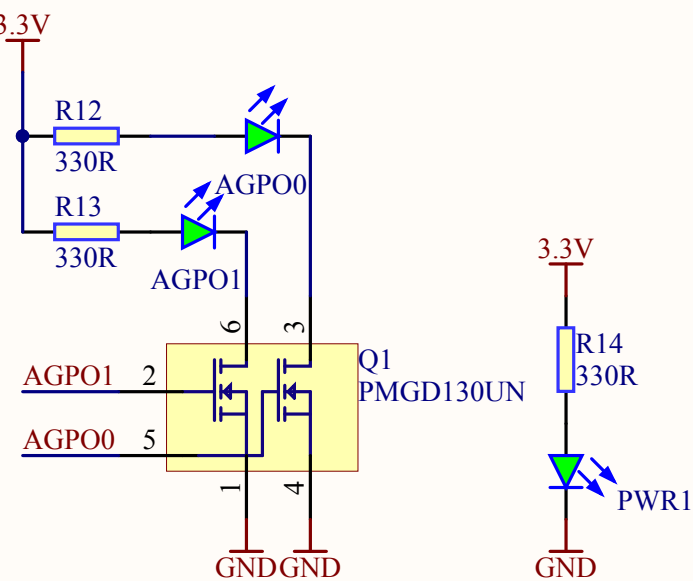 3.3V
R12
330R
AGPO0
R13
330R
AGPO1
3.3V
6
3
R14
330R
Q1
PMGD130UN
AGPO1
2
AGPO0
5
1
4
PWR1
GND
GND
GND